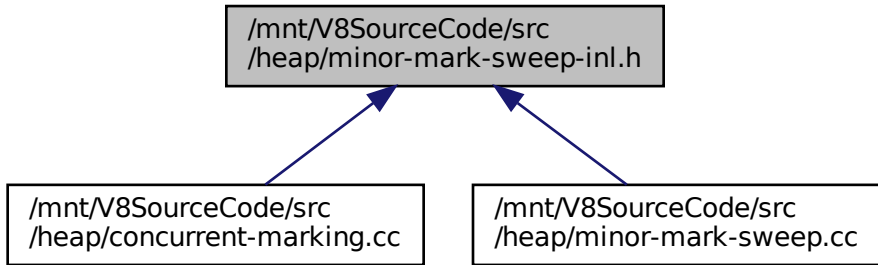 /mnt/V8SourceCode/src
/heap/minor-mark-sweep-inl.h
/mnt/V8SourceCode/src
/heap/concurrent-marking.cc
/mnt/V8SourceCode/src
/heap/minor-mark-sweep.cc